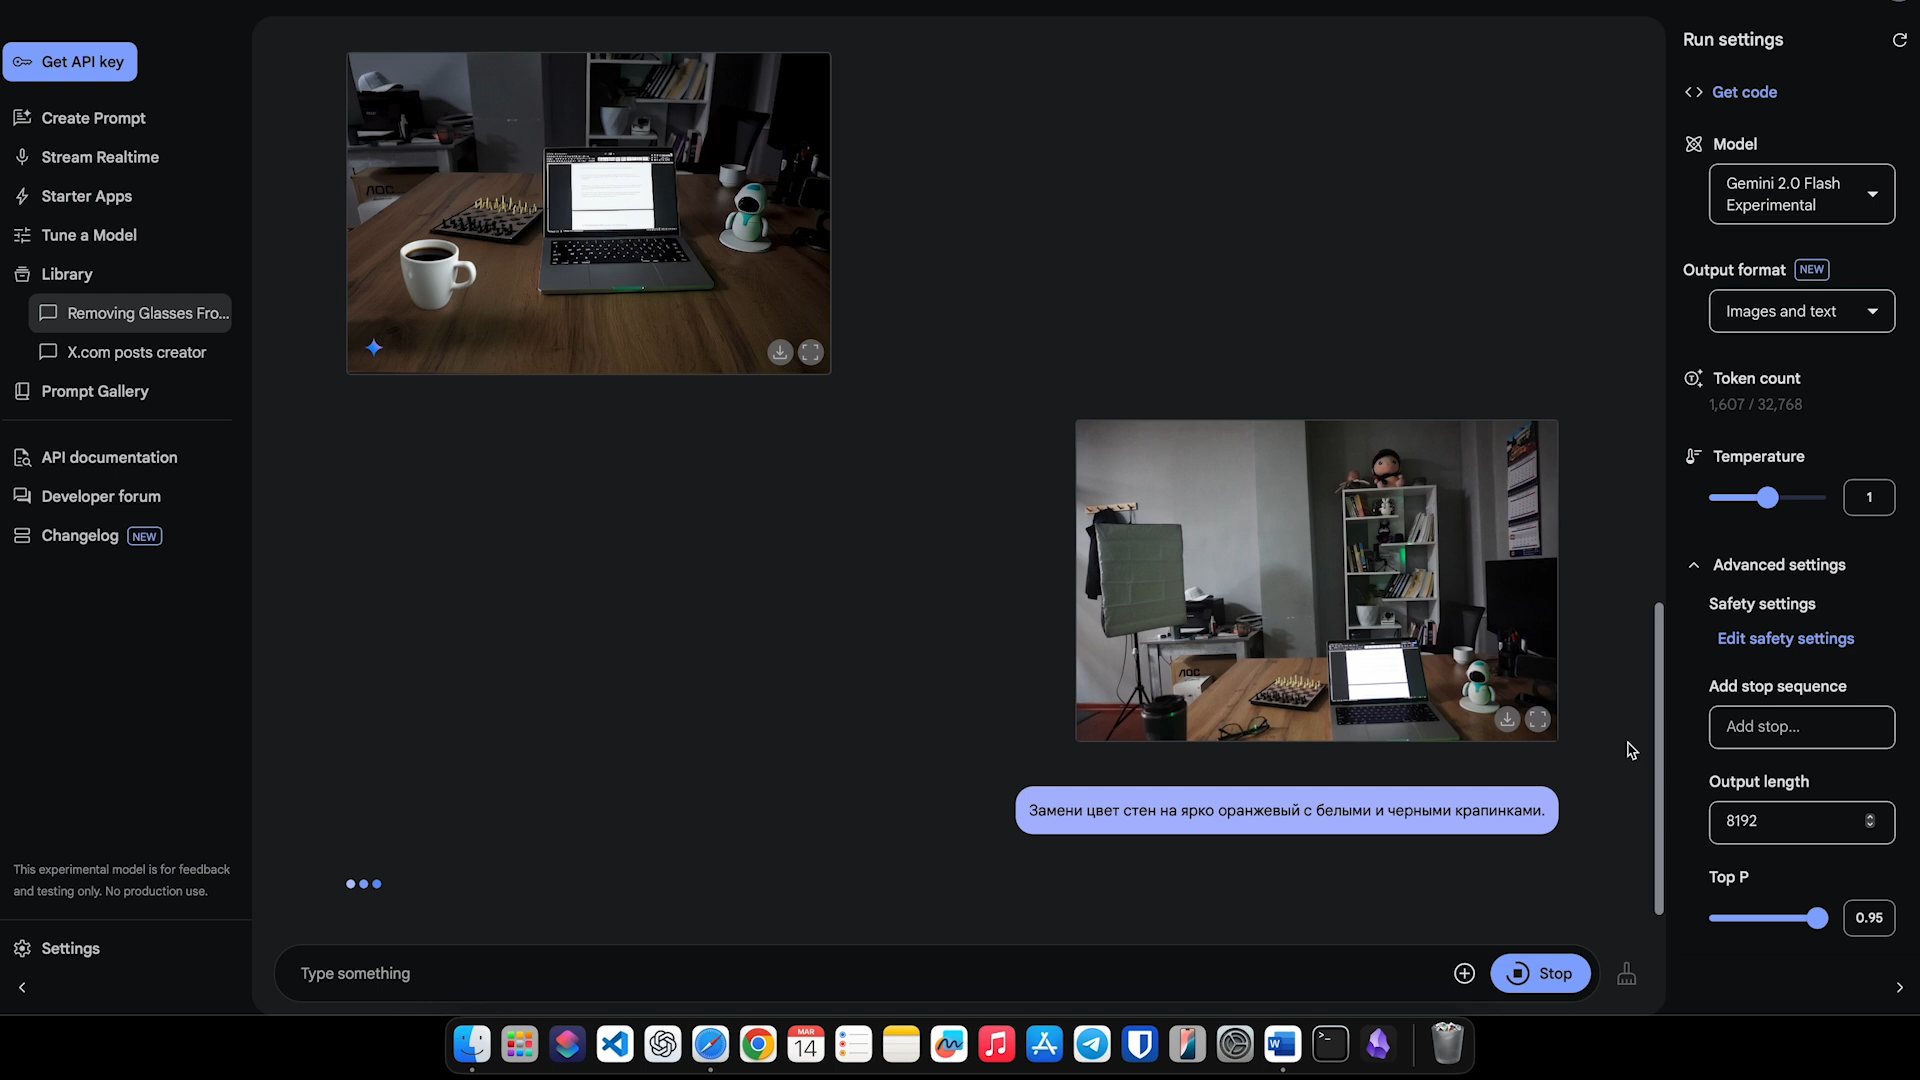 Get API key
Create Prompt
Stream Realtime
Starter Apps
Tune a Model
Library
Removing Glasses Fro...
X.com posts creator
Prompt Gallery
API documentation
Developer forum
Changelog NEW
This experimental model is for feedback
and testing only. No production use.
Settings
AOC
AOC
Замени цвет стен на ярко оранжевый с белыми и черными крапинками.
Type something
Stop
Run settings
Get code
Model
Gemini 2.0 Flash
Experimental
Output format NEW
Images and text
Token count
1,607 / 32,768
Temperature
1
Advanced settings
Safety settings
Edit safety settings
Add stop sequence
Add stop...
Output length
8192
Top P
0.95
MAR
14